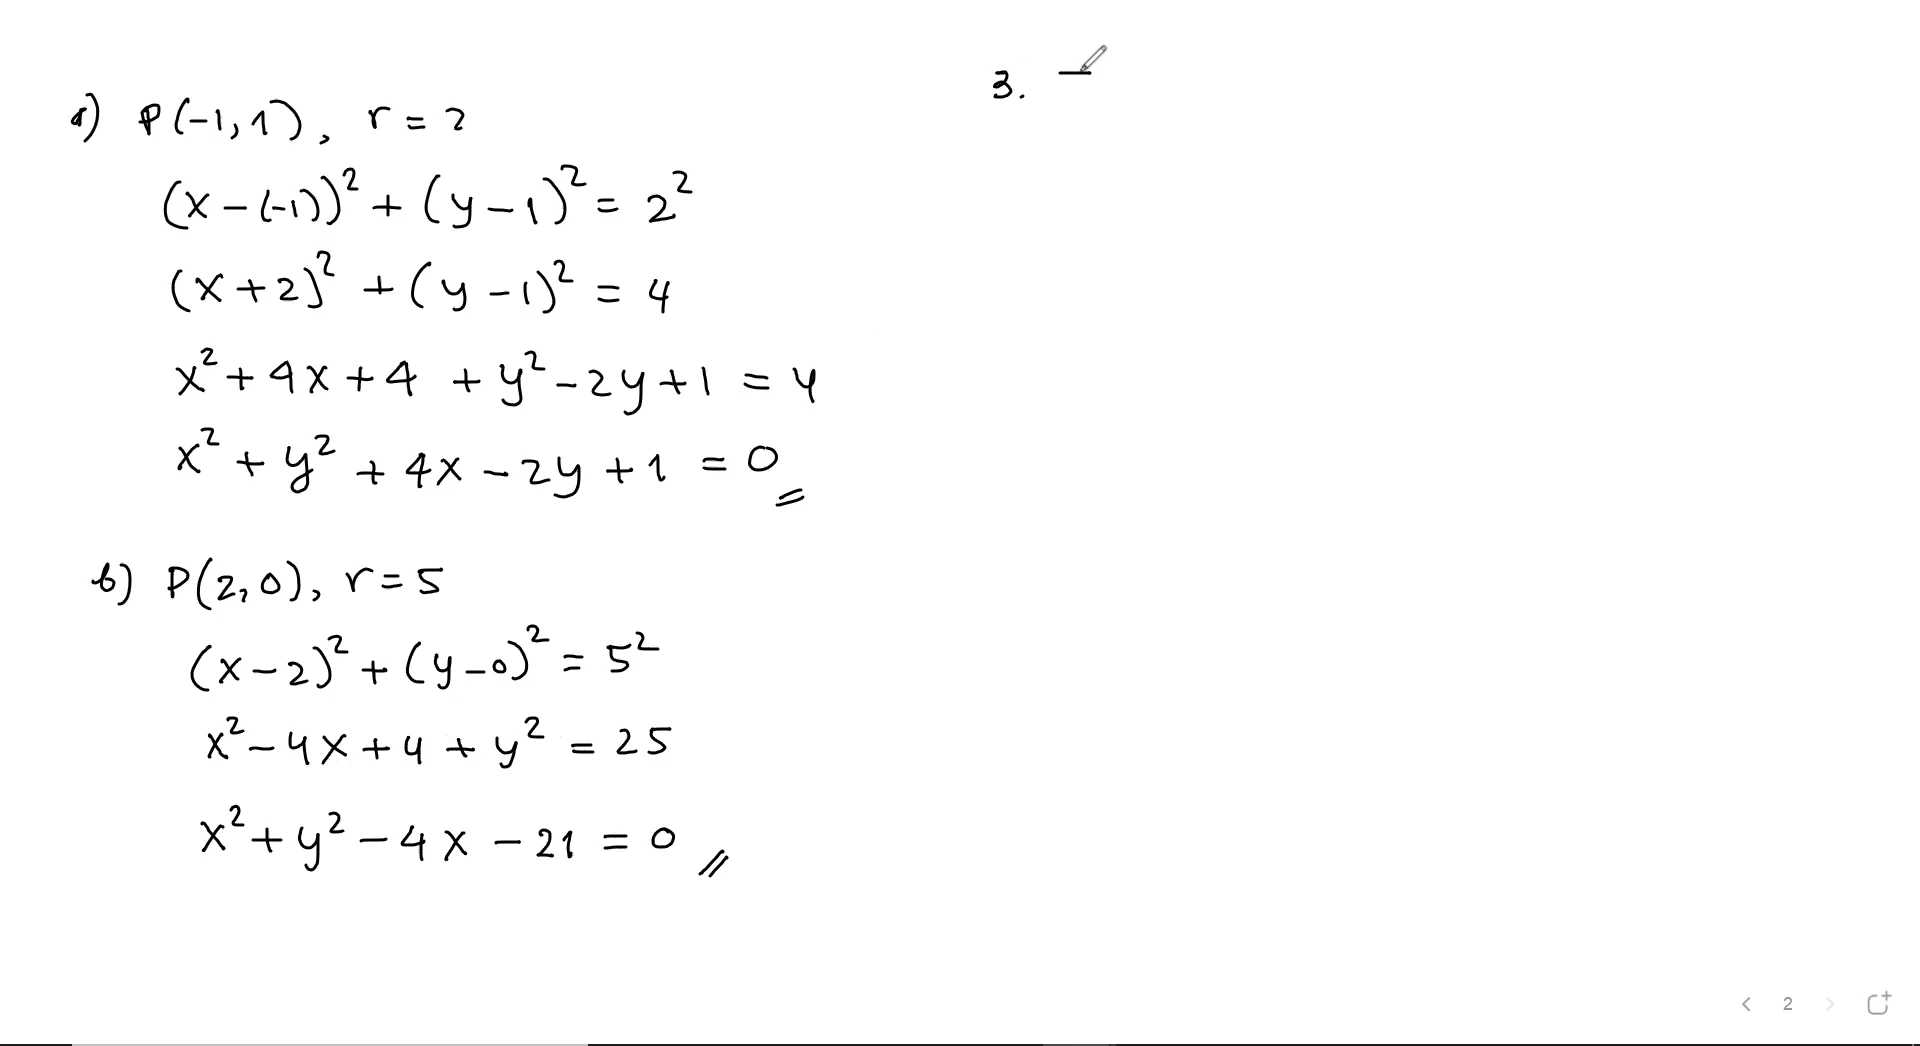 a) P(-1, 1), r = 2
(x - (-1))² + (y - 1)² = 2²
(x + 2)² + (y - 1)² = 4
x² + 4x + 4 + y² - 2y + 1 = 4
x² + y² + 4x - 2y + 1 = 0
b) P(2, 0), r = 5
(x - 2)² + (y - 0)² = 5²
x² - 4x + 4 + y² = 25
x² + y² - 4x - 21 = 0
3.
2